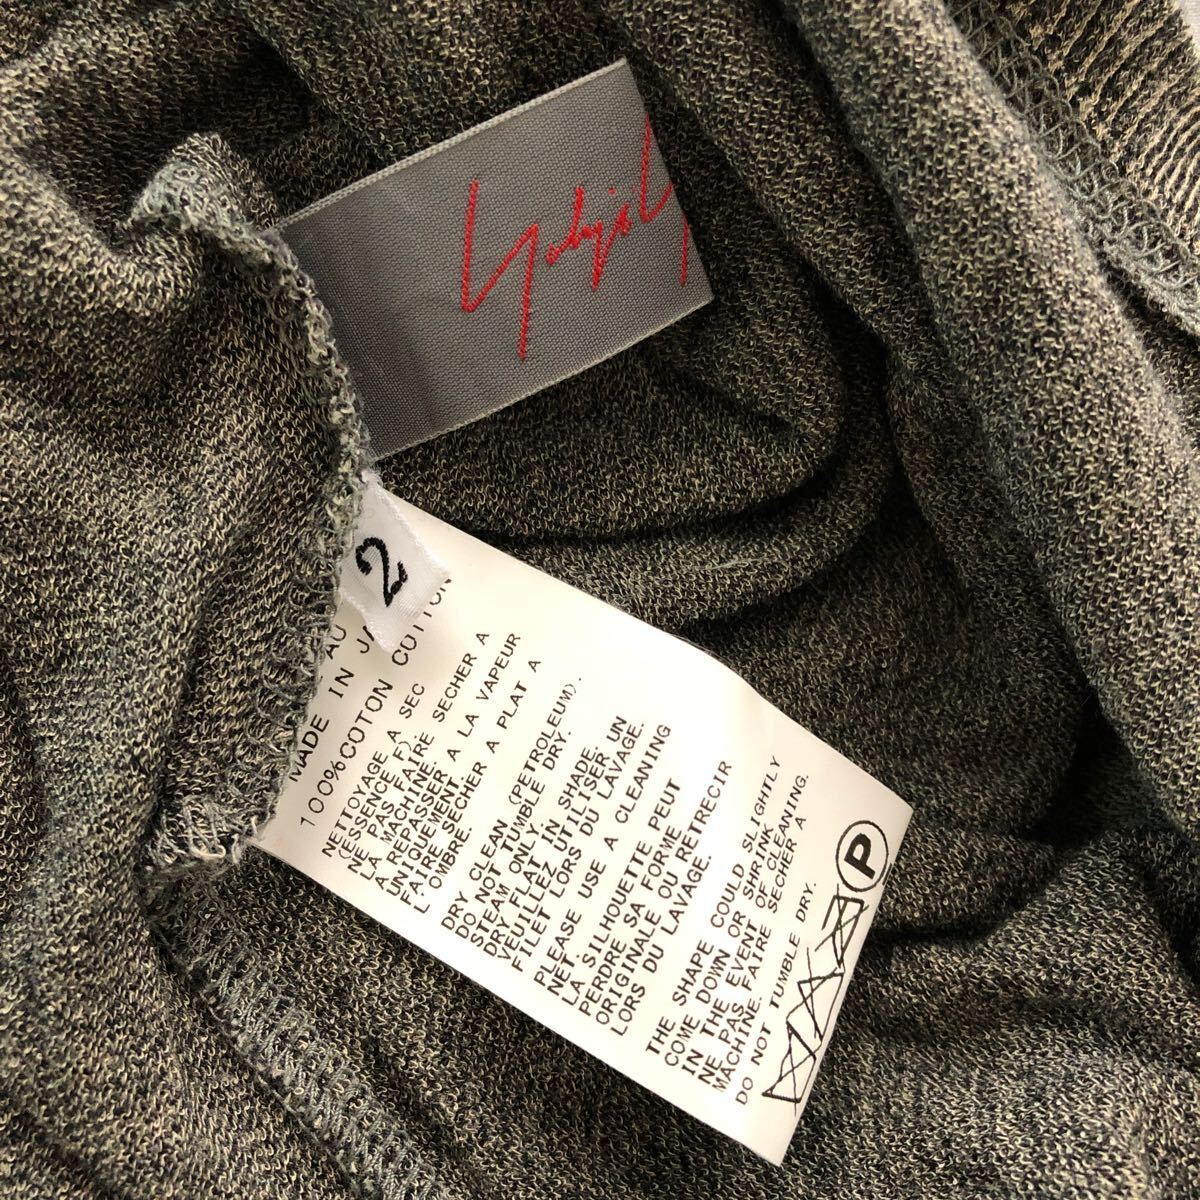 Yohji Y
2
AU
MADE IN JA
100%COTON COTTON
NETTOYAGE A SEC
(ESSENCE F).
NE PAS FAIRE SECHER A
LA MACHINE.
A REPASSER A LA VAPEUR
UNIQUEMENT.
FAIRE SECHER A PLAT A
L'OMBRE.
DRY CLEAN (PETROLEUM).
DO NOT TUMBLE DRY.
STEAM ONLY.
DRY FLAT IN SHADE.
VEUILLEZ UTILISER UN
FILET LORS DU LAVAGE.
PLEASE USE A CLEANING
NET.
LA SILHOUETTE PEUT
PERDRE SA FORME
ORIGINALE OU RETRECIR
LORS DU LAVAGE.
THE SHAPE COULD SLIGHTLY
COME DOWN OR SHRINK
IN THE EVENT OF CLEANING.
NE PAS FAIRE SECHER A
MACHINE.
DO NOT TUMBLE DRY.
P